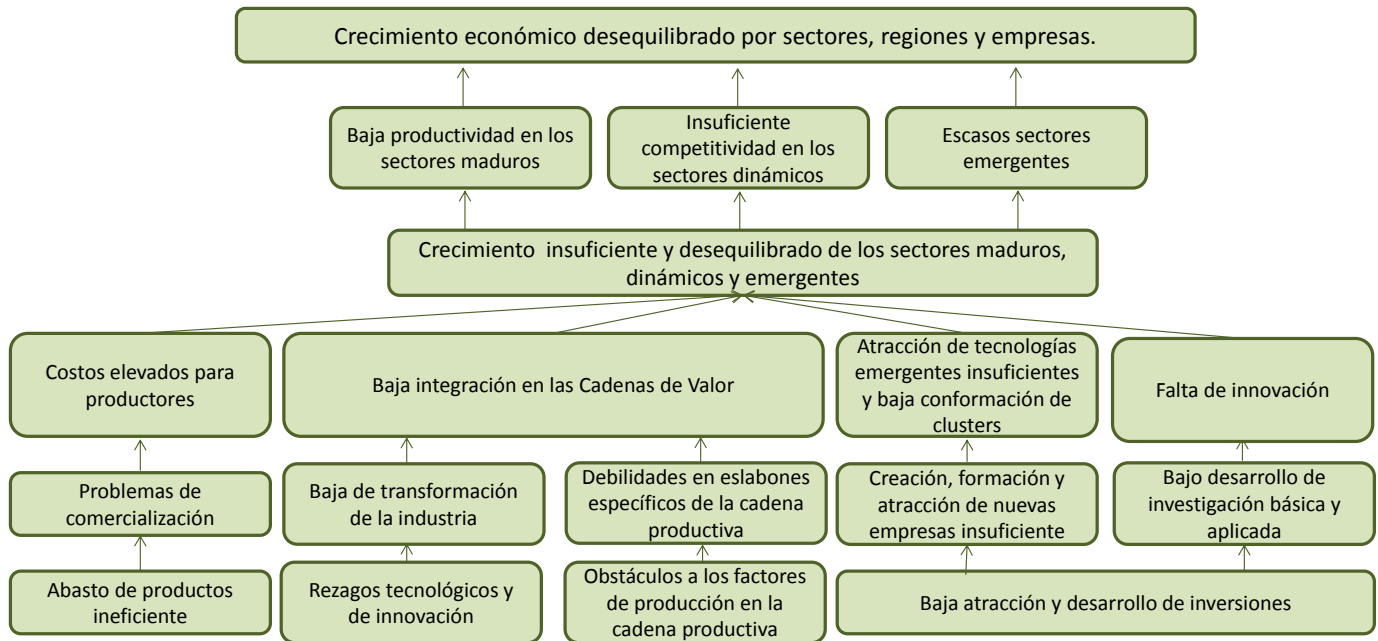 Crecimiento económico desequilibrado por sectores, regiones y empresas.
Baja productividad en los
sectores maduros
Insuficiente
competitividad en los
sectores dinámicos
Escasos sectores
emergentes
Crecimiento insuficiente y desequilibrado de los sectores maduros,
dinámicos y emergentes
Costos elevados para
productores
Baja integración en las Cadenas de Valor
Atracción de tecnologías
emergentes insuficientes
y baja conformación de
clusters
Falta de innovación
Problemas de
comercialización
Baja de transformación
de la industria
Debilidades en eslabones
específicos de la cadena
productiva
Creación, formación y
atracción de nuevas
empresas insuficiente
Bajo desarrollo de
investigación básica y
aplicada
Abasto de productos
ineficiente
Rezagos tecnológicos y
de innovación
Obstáculos a los factores
de producción en la
cadena productiva
Baja atracción y desarrollo de inversiones